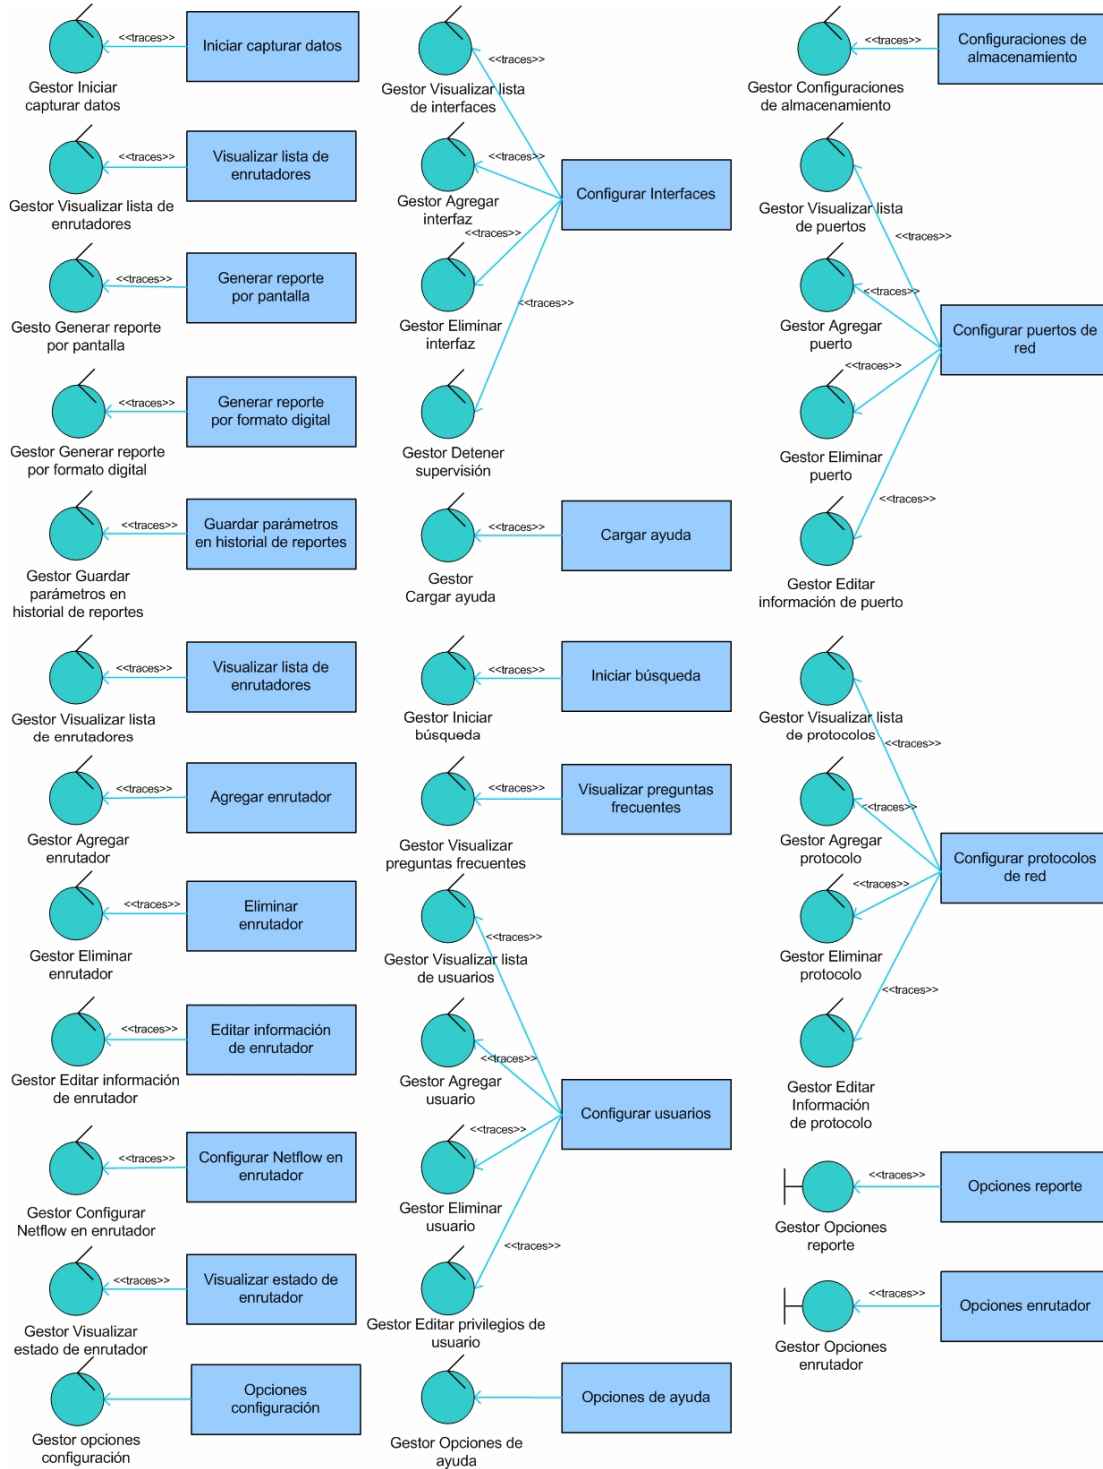 <<traces>>
Iniciar capturar datos
Gestor Iniciar
capturar datos
<<traces>>
Visualizar lista de
enrutadores
Gestor Visualizar lista de
enrutadores
<<traces>>
Generar reporte
por pantalla
Gesto Generar reporte
por pantalla
<<traces>>
Generar reporte
por formato digital
Gestor Generar reporte
por formato digital
<<traces>>
Guardar parámetros
en historial de reportes
Gestor Guardar
parámetros en
historial de reportes
<<traces>>
Visualizar lista de
enrutadores
Gestor Visualizar lista
de enrutadores
<<traces>>
Agregar enrutador
Gestor Agregar
enrutador
<<traces>>
Eliminar
enrutador
Gestor Eliminar
enrutador
<<traces>>
Editar información
de enrutador
Gestor Editar información
de enrutador
<<traces>>
Configurar Netflow en
enrutador
Gestor Configurar
Netflow en enrutador
<<traces>>
Visualizar estado de
enrutador
Gestor Visualizar
estado de enrutador
Opciones
configuración
Gestor opciones
configuración
<<traces>>
Gestor Visualizar lista
de interfaces
<<traces>>
Gestor Agregar
interfaz
Configurar Interfaces
<<traces>>
Gestor Eliminar
interfaz
<<traces>>
Gestor Detener
supervisión
<<traces>>
Cargar ayuda
Gestor
Cargar ayuda
<<traces>>
Iniciar búsqueda
Gestor Iniciar
búsqueda
<<traces>>
Visualizar preguntas
frecuentes
Gestor Visualizar
preguntas frecuentes
<<traces>>
Gestor Visualizar lista
de usuarios
<<traces>>
Gestor Agregar
usuario
Configurar usuarios
<<traces>>
Gestor Eliminar
usuario
<<traces>>
Gestor Editar privilegios de
usuario
Opciones de ayuda
Gestor Opciones de
ayuda
<<traces>>
Configuraciones de
almacenamiento
Gestor Configuraciones
de almacenamiento
Gestor Visualizar lista
de puertos
<<traces>>
<<traces>>
Gestor Agregar
puerto
Configurar puertos de
red
<<traces>>
Gestor Eliminar
puerto
<<traces>>
Gestor Editar
información de puerto
Gestor Visualizar lista
de protocolos
<<traces>>
<<traces>>
Gestor Agregar
protocolo
Configurar protocolos
de red
<<traces>>
Gestor Eliminar
protocolo
<<traces>>
Gestor Editar
Información
de protocolo
<<traces>>
Opciones reporte
Gestor Opciones
reporte
<<traces>>
Opciones enrutador
Gestor Opciones
enrutador